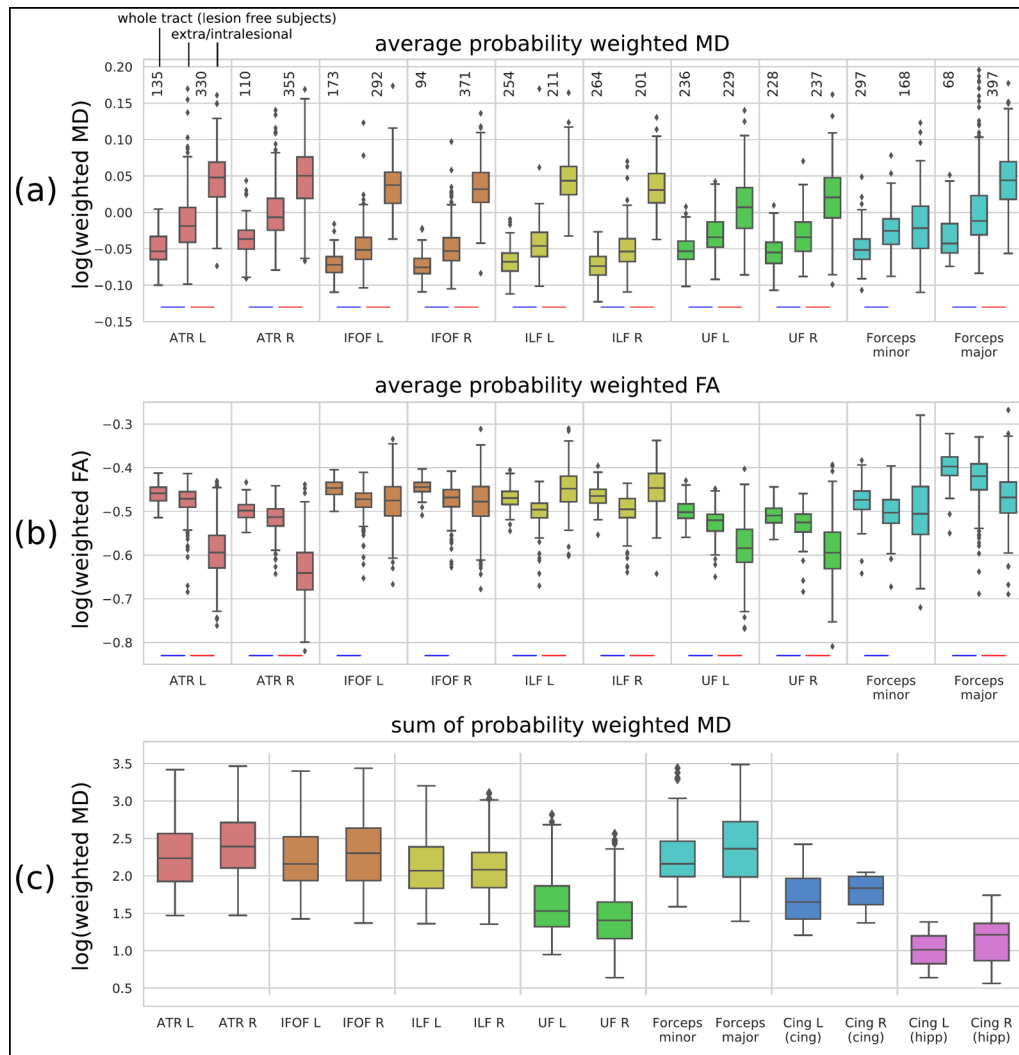 whole tract (lesion free subjects)
extra/intralesional
average probability weighted MD
(a)
log(weighted MD)
0.20
0.15
0.10
0.05
0.00
−0.05
−0.10
−0.15
135 330 110 355 173 292 94 371 254 211 264 201 236 229 228 237 297 168 68 397
ATR L ATR R IFOF L IFOF R ILF L ILF R UF L UF R Forceps minor Forceps major
average probability weighted FA
(b)
log(weighted FA)
−0.3
−0.4
−0.5
−0.6
−0.7
−0.8
ATR L ATR R IFOF L IFOF R ILF L ILF R UF L UF R Forceps minor Forceps major
sum of probability weighted MD
(c)
log(weighted MD)
3.5
3.0
2.5
2.0
1.5
1.0
0.5
ATR L ATR R IFOF L IFOF R ILF L ILF R UF L UF R Forceps minor Forceps major Cing L (cing) Cing R (cing) Cing L (hipp) Cing R (hipp)